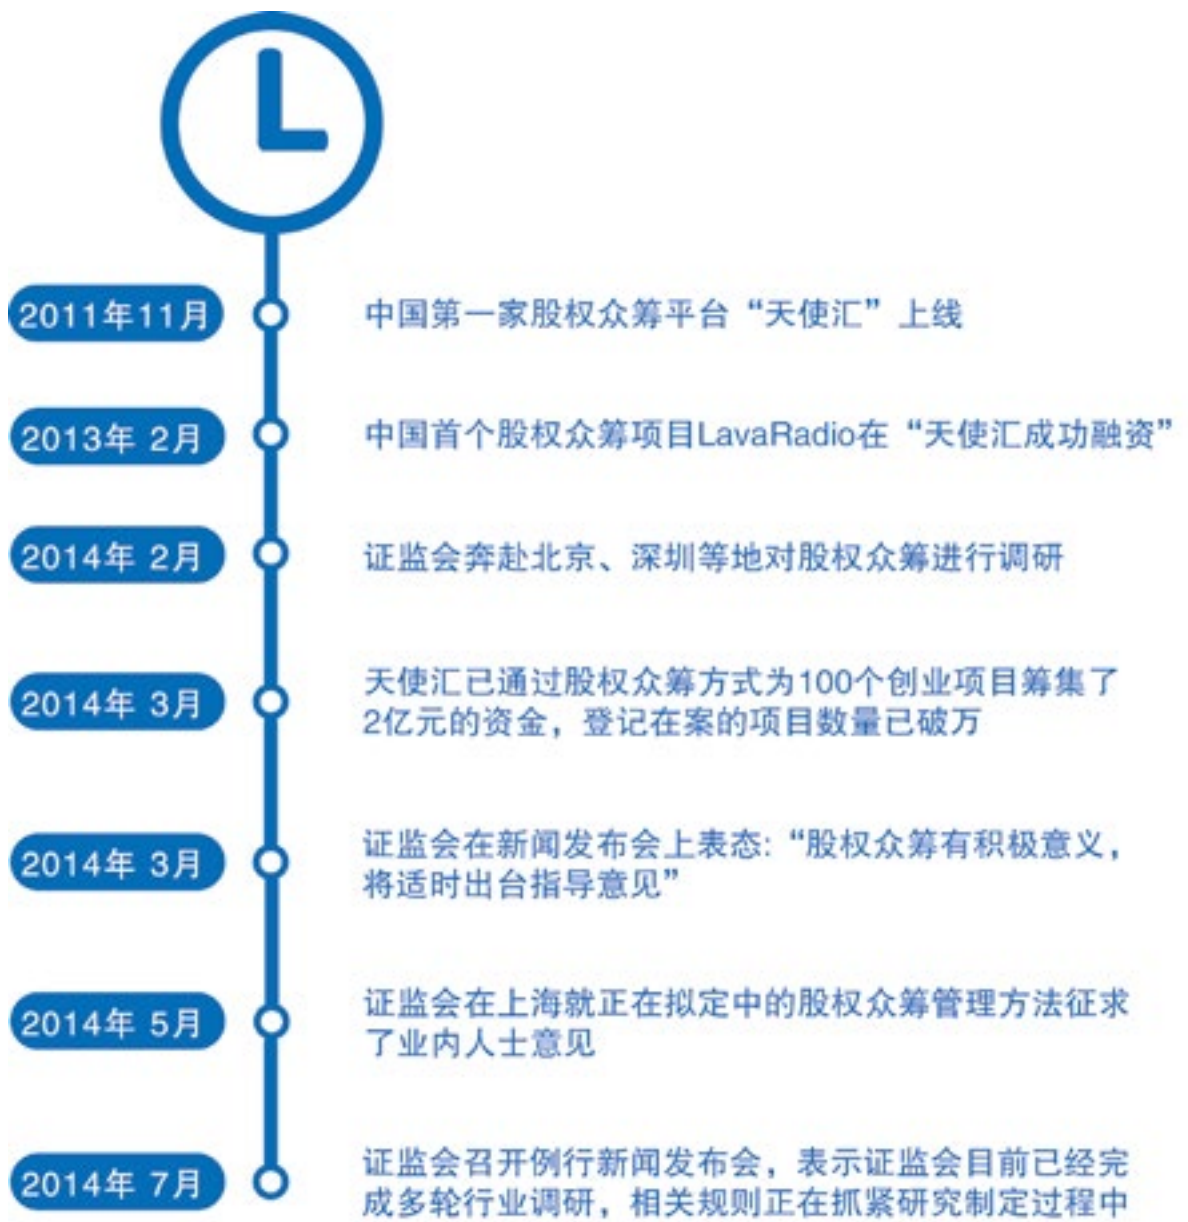 2011年11月
中国第一家股权众筹平台“天使汇”上线
2013年 2月
中国首个股权众筹项目LavaRadio在“天使汇成功融资”
2014年 2月
证监会奔赴北京、深圳等地对股权众筹进行调研
2014年 3月
天使汇已通过股权众筹方式为100个创业项目筹集了
2亿元的资金，登记在案的项目数量已破万
2014年 3月
证监会在新闻发布会上表态:“股权众筹有积极意义，
将适时出台指导意见”
2014年 5月
证监会在上海就正在拟定中的股权众筹管理方法征求
了业内人士意见
2014年 7月
证监会召开例行新闻发布会，表示证监会目前已经完
成多轮行业调研，相关规则正在抓紧研究制定过程中